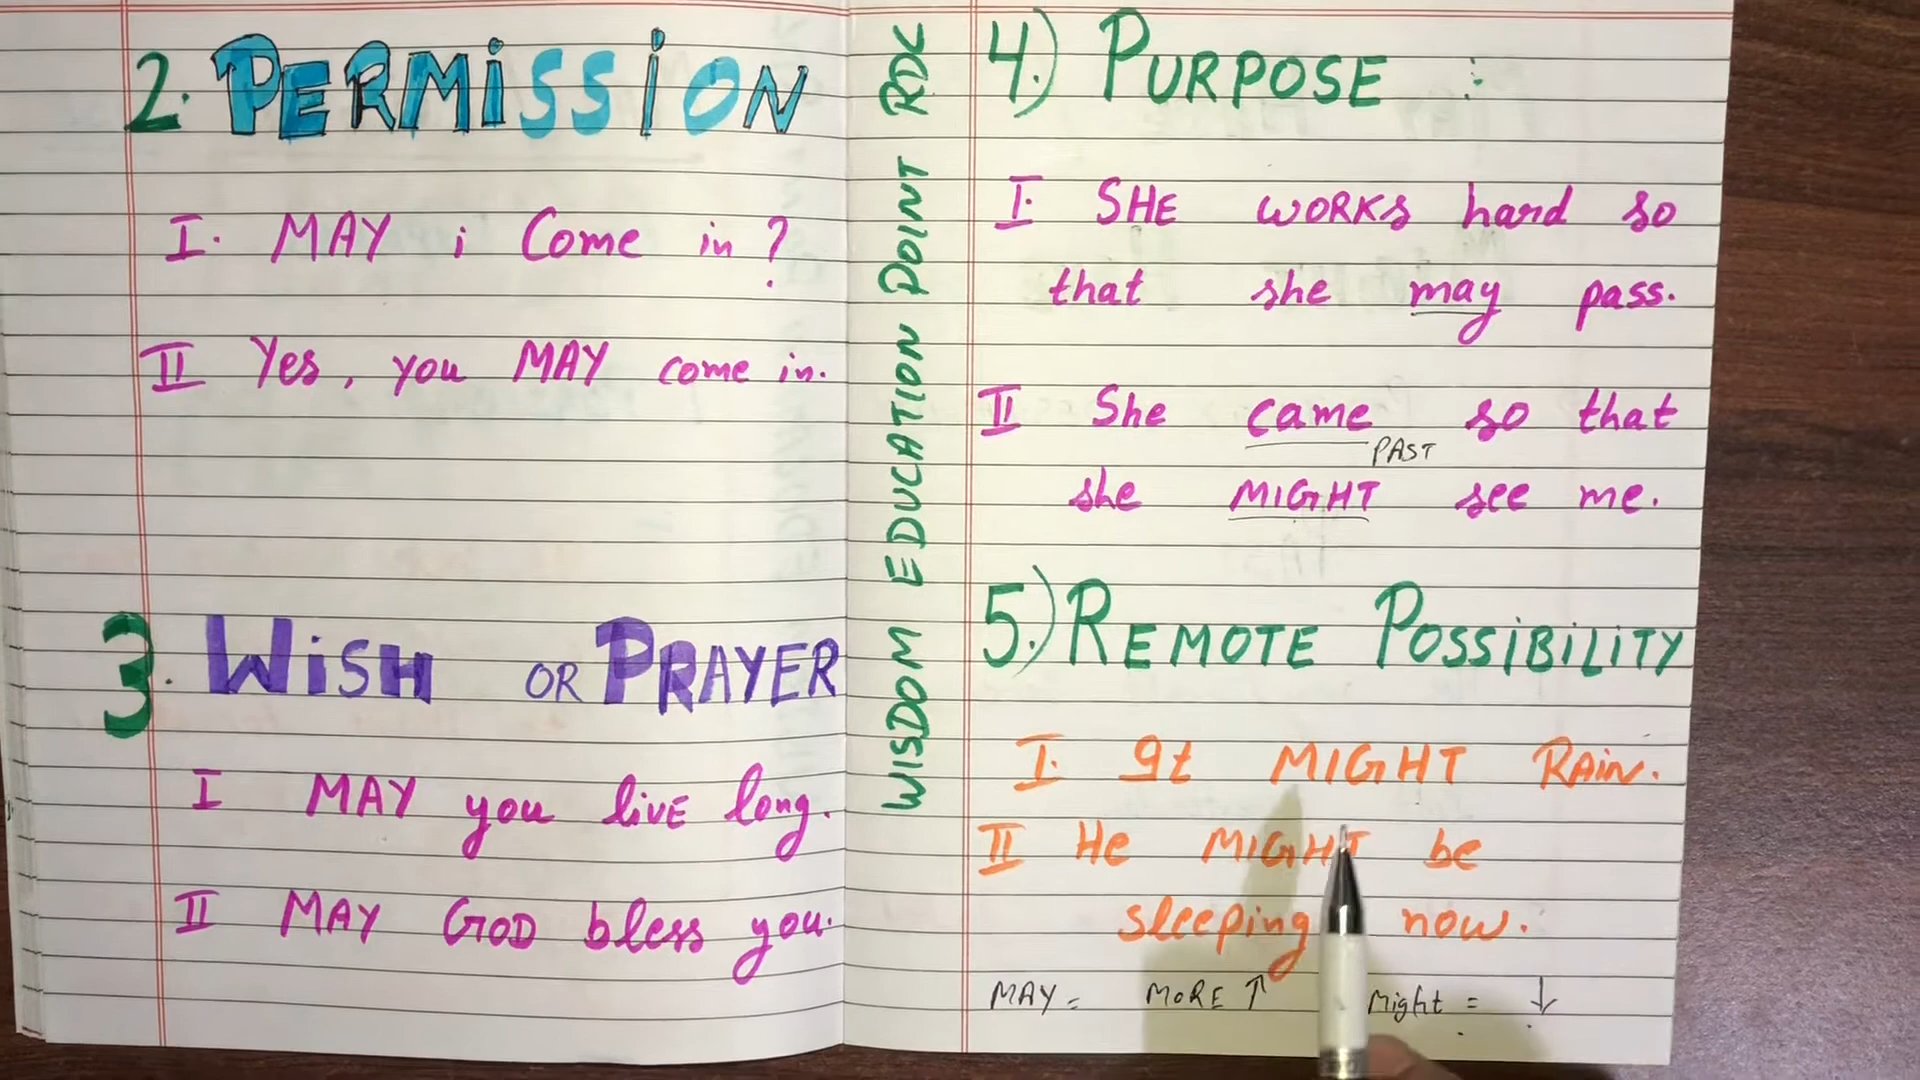 2. PERMiSSiON
I. MAY i Come in?
II Yes, you MAY come in.
3. WiSH OR PRAYER
I MAY you livE long.
II MAY GOD bless you.
WISDOM EDUCATION POINT RDC
4.) PURPOSE :
I. SHE WORKs hard so
that she may pass.
II She came so that
PAST
she MIGHT see me.
5.) REMOTE POSSiBiLiTY
I. It MIGHT RAiN.
II He MIGHT be
sleeping now.
MAY = MORE ↑ Might = ↓